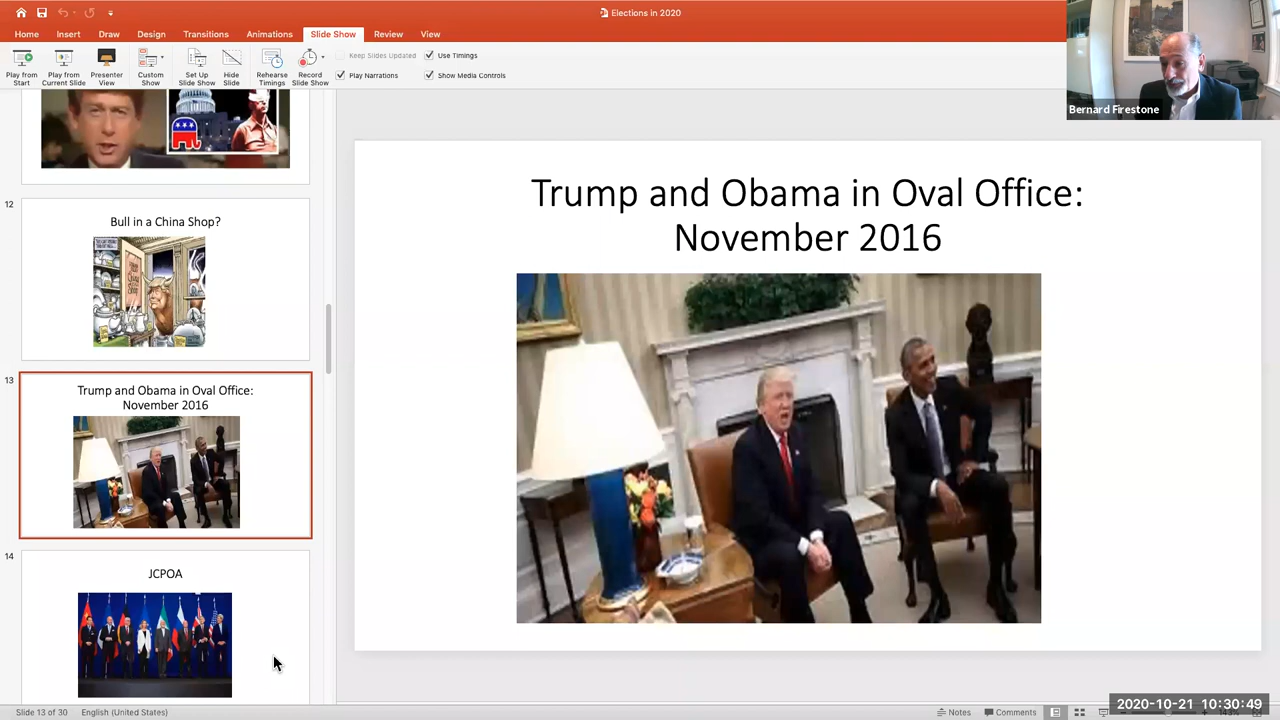 Elections in 2020
Home Insert Draw Design Transitions Animations Slide Show Review View
Play from Start
Play from Current Slide
Presenter View
Custom Show
Set Up Slide Show
Hide Slide
Rehearse Timings
Record Slide Show
Keep Slides Updated
Use Timings
Play Narrations
Show Media Controls
Bernard Firestone
12
Bull in a China Shop?
13
Trump and Obama in Oval Office:
November 2016
14
JCPOA
Trump and Obama in Oval Office:
November 2016
Slide 13 of 30
English (United States)
Notes
Comments
2020-10-21 10:30:49